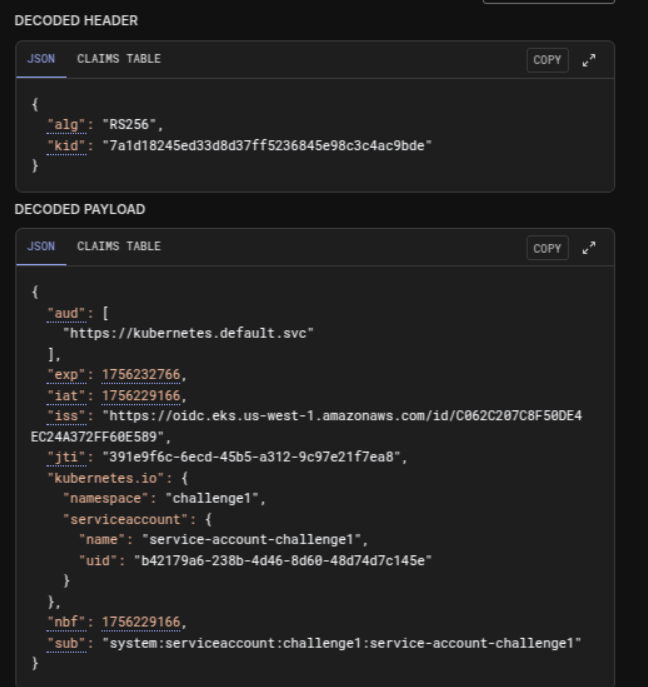 DECODED HEADER
JSON CLAIMS TABLE COPY
{
"alg": "RS256",
"kid": "7a1d18245ed33d8d37ff5236845e98c3c4ac9bde"
}
DECODED PAYLOAD
JSON CLAIMS TABLE COPY
{
"aud": [
"https://kubernetes.default.svc"
],
"exp": 1756232766,
"iat": 1756229166,
"iss": "https://oidc.eks.us-west-1.amazonaws.com/id/C062C207C8F50DE4
EC24A372FF60E589",
"jti": "391e9f6c-6ecd-45b5-a312-9c97e21f7ea8",
"kubernetes.io": {
"namespace": "challenge1",
"serviceaccount": {
"name": "service-account-challenge1",
"uid": "b42179a6-238b-4d46-8d60-48d74d7c145e"
}
},
"nbf": 1756229166,
"sub": "system:serviceaccount:challenge1:service-account-challenge1"
}